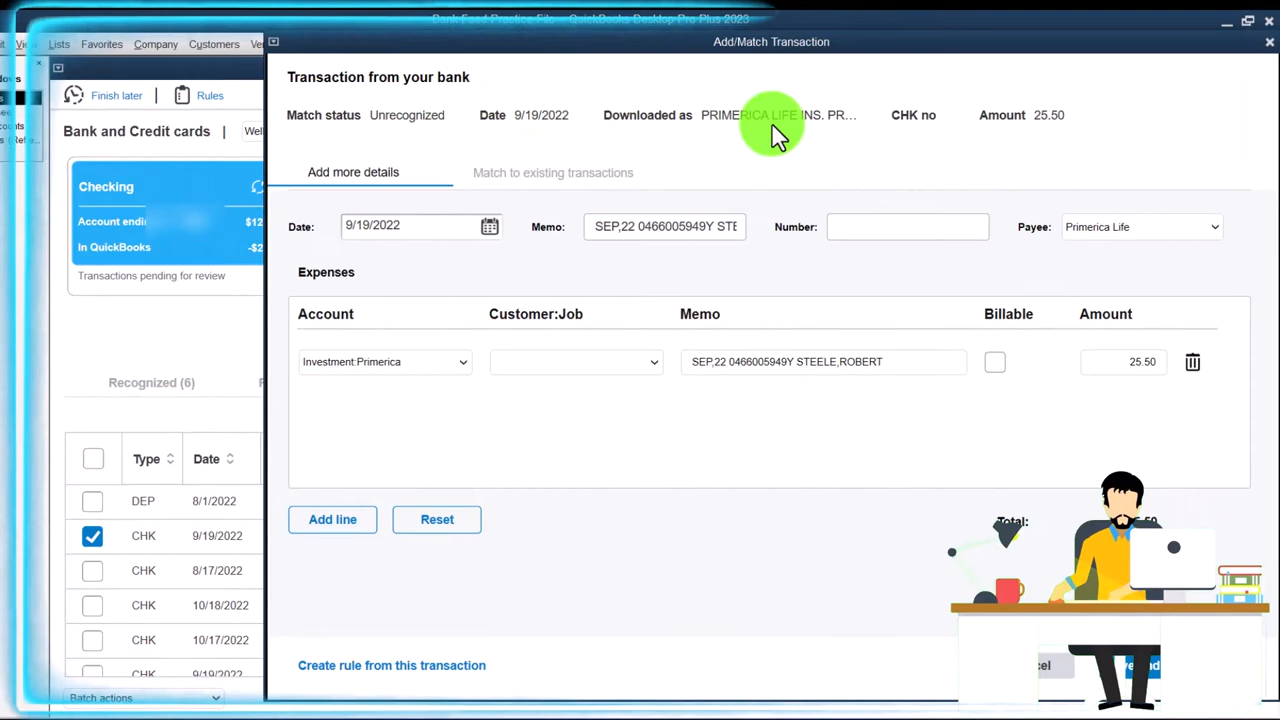 Bank Feed Practice File - QuickBooks Desktop Pro Plus 2023
Lists Favorites Company Customers
Add/Match Transaction
Finish later | Rules
Bank and Credit cards |
Checking
In QuickBooks
Transactions pending for review
Recognized (6)
Type Date
DEP 8/1/2022
CHK 9/19/2022
CHK 8/17/2022
CHK 10/18/2022
CHK 10/17/2022
CHK 9/19/2022
Batch actions
Transaction from your bank
Match status Unrecognized Date 9/19/2022 Downloaded as PRIMERICA LIFE INS. PR... CHK no Amount 25.50
Add more details Match to existing transactions
Date: 9/19/2022 Memo: SEP,22 0466005949Y STE Number: Payee: Primerica Life
Expenses
Account Customer:Job Memo Billable Amount
Investment:Primerica SEP,22 0466005949Y STEELE,ROBERT 25.50
Add line Reset
Total:
Create rule from this transaction